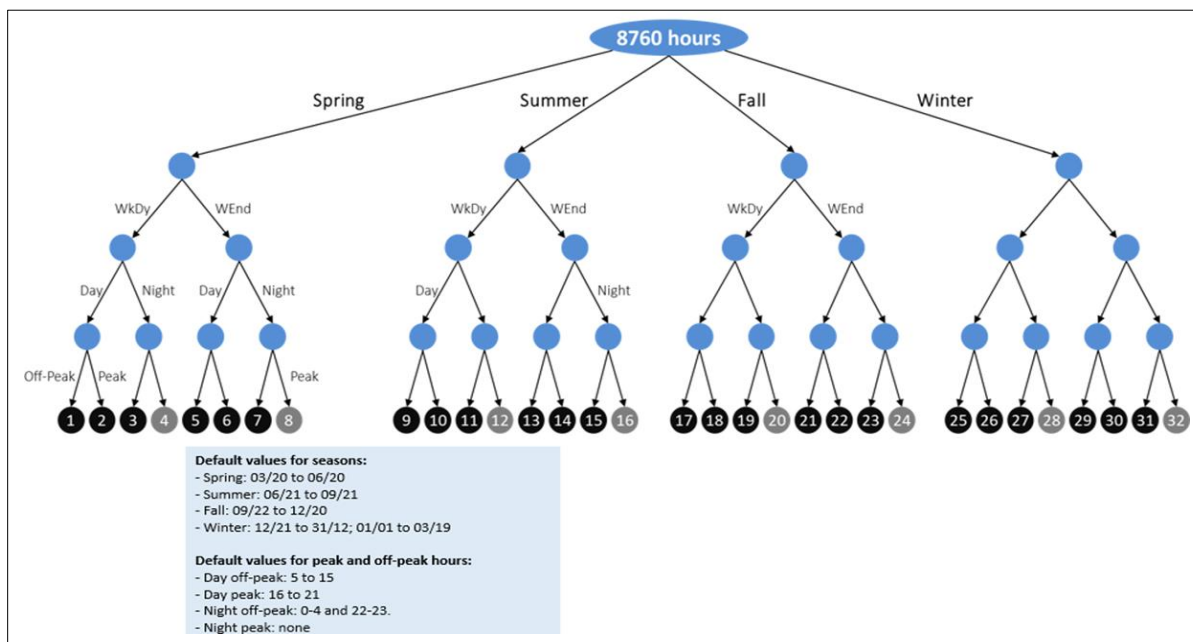 8760 hours
Spring Summer Fall Winter
WkDy WEnd WkDy WEnd WkDy WEnd
Day Night Day Night Day Night
Off-Peak Peak Peak
1 2 3 4 5 6 7 8 9 10 11 12 13 14 15 16 17 18 19 20 21 22 23 24 25 26 27 28 29 30 31 32
Default values for seasons:
- Spring: 03/20 to 06/20
- Summer: 06/21 to 09/21
- Fall: 09/22 to 12/20
- Winter: 12/21 to 31/12; 01/01 to 03/19
Default values for peak and off-peak hours:
- Day off-peak: 5 to 15
- Day peak: 16 to 21
- Night off-peak: 0-4 and 22-23.
- Night peak: none